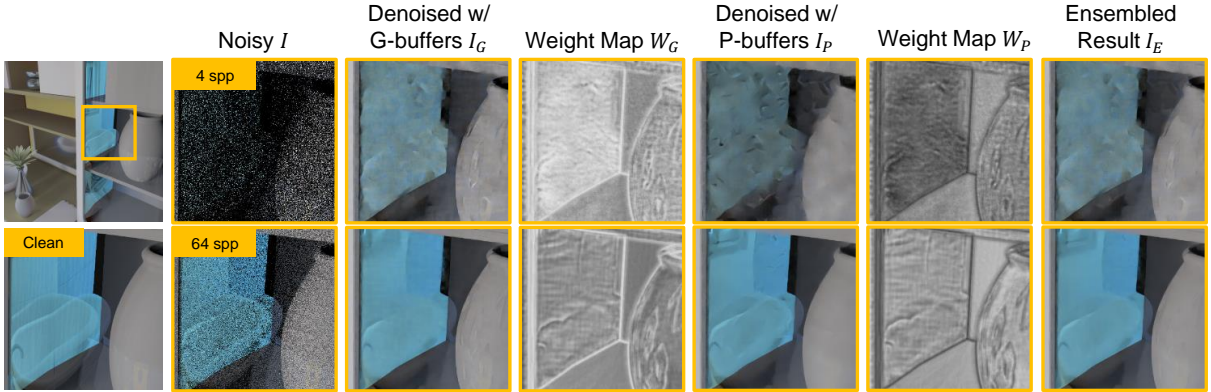 Noisy I
Denoised w/
G-buffers I_G
Weight Map W_G
Denoised w/
P-buffers I_P
Weight Map W_P
Ensembled
Result I_E
4 spp
Clean
64 spp